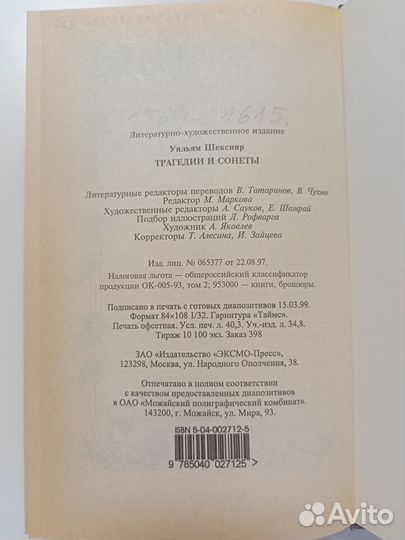 Литературно-художественное издание
Уильям Шекспир
ТРАГЕДИИ И СОНЕТЫ
Литературные редакторы переводов В. Татаринов, В. Чухно
Редактор М. Маркова
Художественные редакторы А. Сауков, Е. Шамрай
Подбор иллюстраций Л. Рофварга
Художник А. Яковлев
Корректоры Т. Алесина, И. Зайцева
Изд. лиц. № 065377 от 22.08.97.
Налоговая льгота — общероссийский классификатор
продукции ОК-005-93, том 2; 953000 — книги, брошюры.
Подписано в печать с готовых диапозитивов 15.03.99.
Формат 84×108 1/32. Гарнитура «Таймс».
Печать офсетная. Усл. печ. л. 40,3. Уч.-изд. л. 34,8.
Тираж 10 100 экз. Заказ 398
ЗАО «Издательство «ЭКСМО-Пресс»,
123298, Москва, ул. Народного Ополчения, 38.
Отпечатано в полном соответствии
с качеством предоставленных диапозитивов
в ОАО «Можайский полиграфический комбинат».
143200, г. Можайск, ул. Мира, 93.
ISBN 5-04-002712-5
9 785040 027125 >
Avito